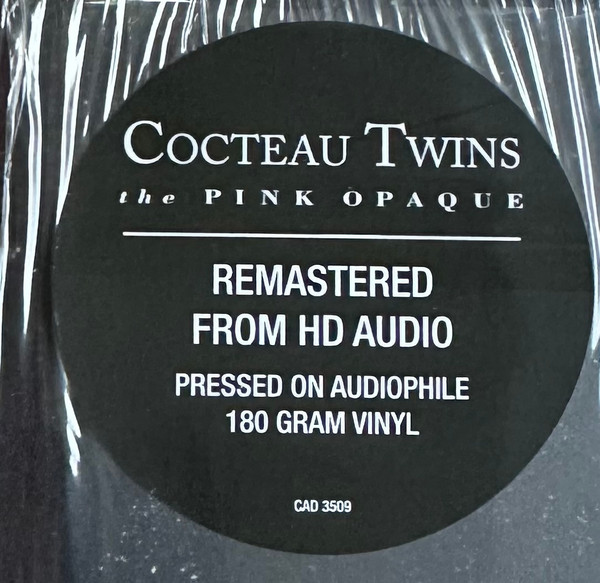 COCTEAU TWINS
the PINK OPAQUE
REMASTERED
FROM HD AUDIO
PRESSED ON AUDIOPHILE
180 GRAM VINYL
CAD 3509